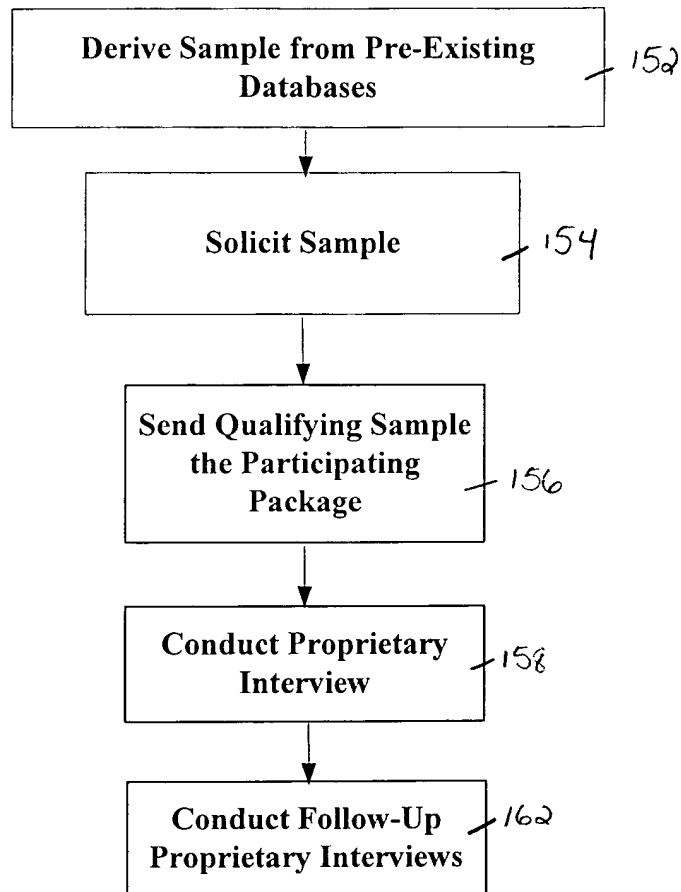 Derive Sample from Pre-Existing
Databases
152
Solicit Sample
154
Send Qualifying Sample
the Participating
Package
156
Conduct Proprietary
Interview
158
Conduct Follow-Up
Proprietary Interviews
162